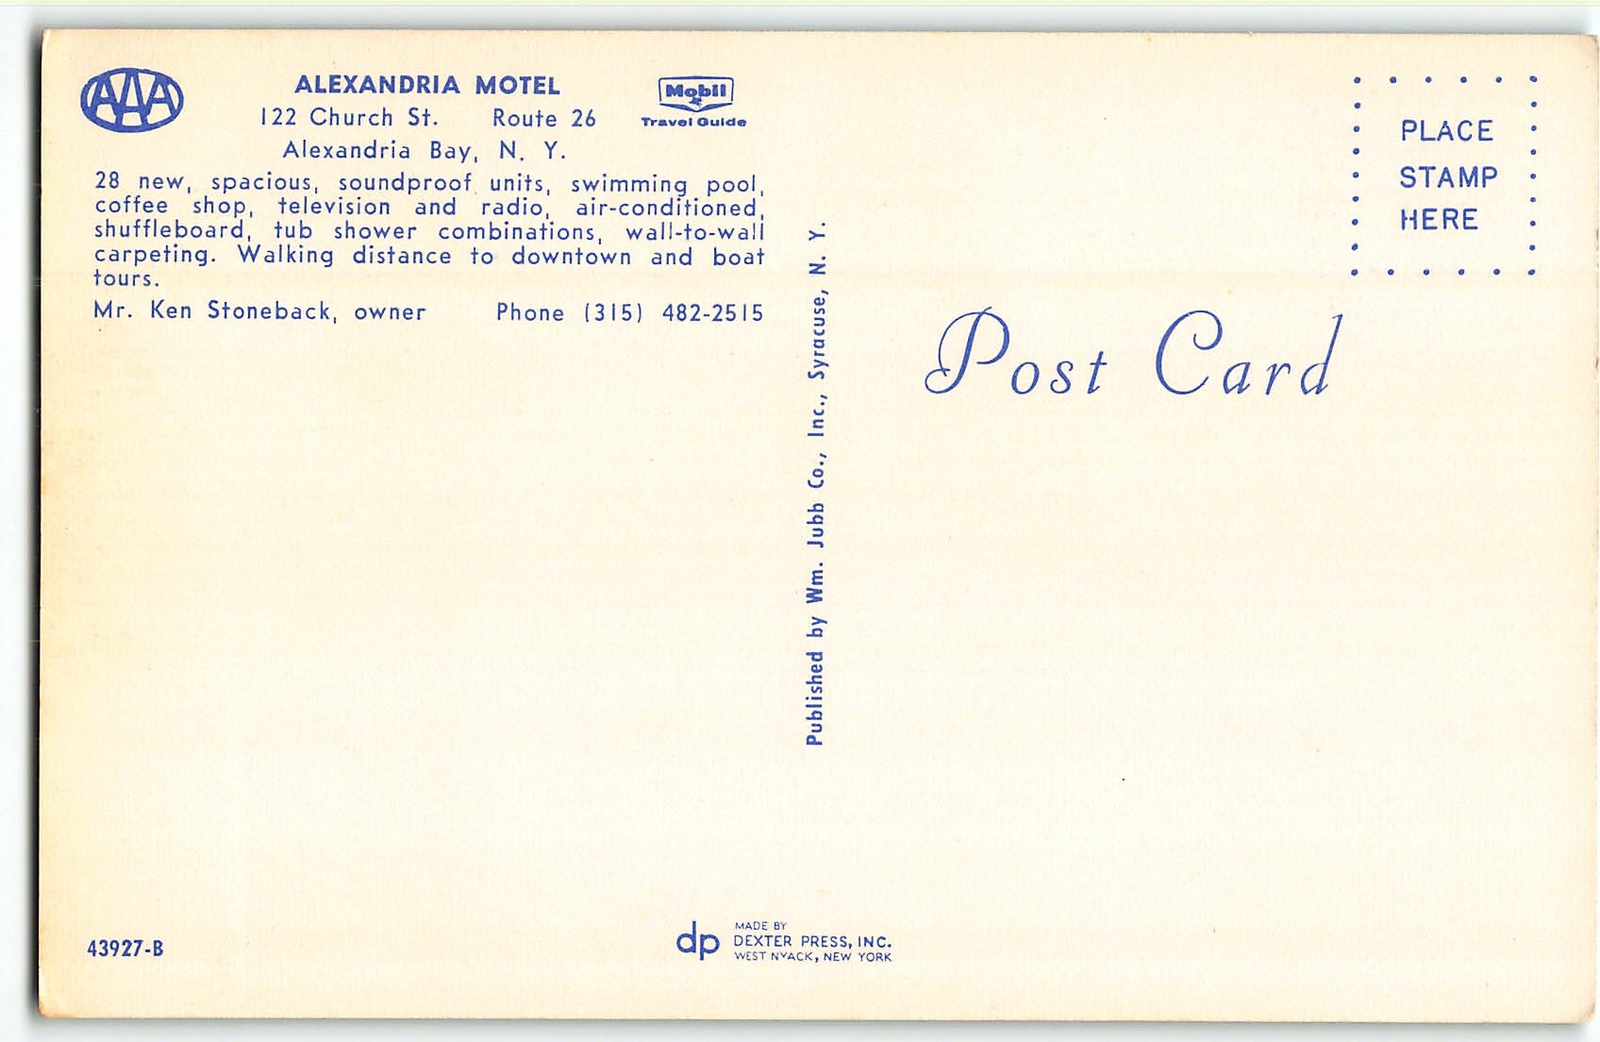 AAA
ALEXANDRIA MOTEL
122 Church St. Route 26
Alexandria Bay, N. Y.
Mobil
Travel Guide
28 new, spacious, soundproof units, swimming pool,
coffee shop, television and radio, air-conditioned,
shuffleboard, tub shower combinations, wall-to-wall
carpeting. Walking distance to downtown and boat
tours.
Mr. Ken Stoneback, owner Phone (315) 482-2515
43927-B
Published by Wm. Jubb Co., Inc., Syracuse, N. Y.
dp
MADE BY
DEXTER PRESS, INC.
WEST NYACK, NEW YORK
PLACE
STAMP
HERE
Post Card